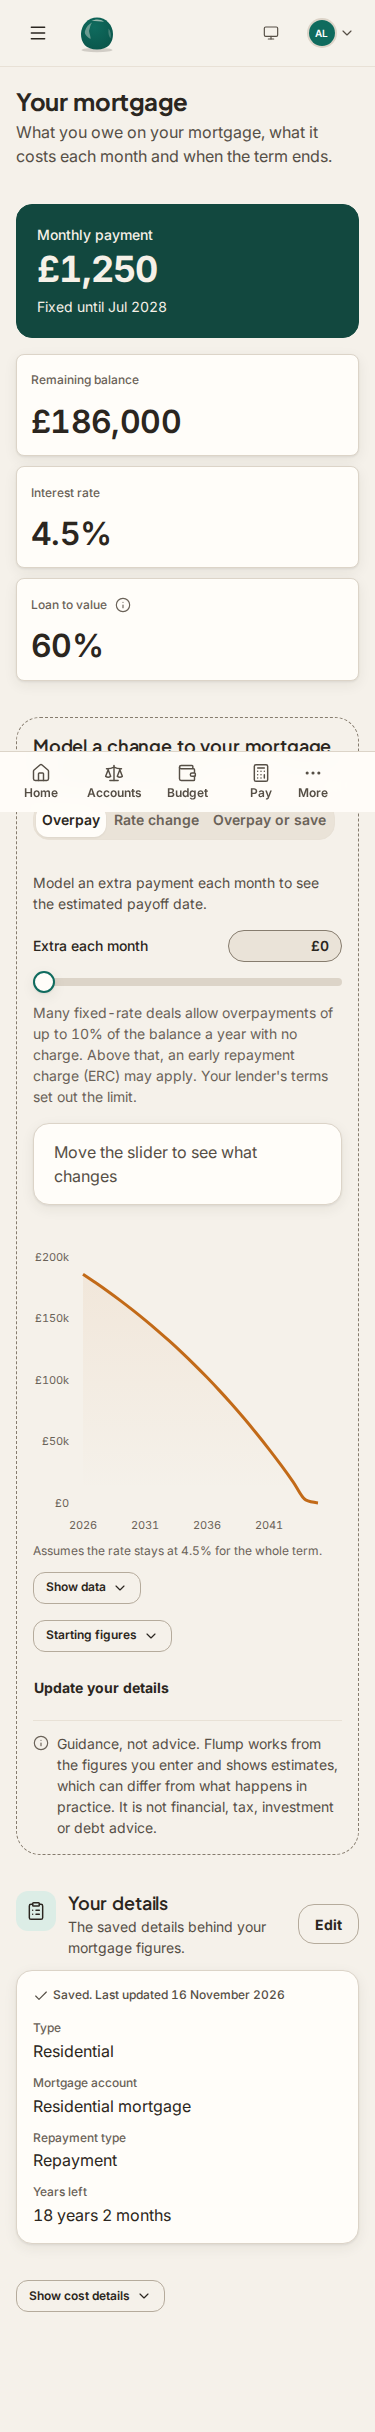 AL
Your mortgage
What you owe on your mortgage, what it
costs each month and when the term ends.
Monthly payment
£1,250
Fixed until Jul 2028
Remaining balance
£186,000
Interest rate
4.5%
Loan to value
60%
Model a change to your mortgage
Home Accounts Budget Pay More
Overpay Rate change Overpay or save
Model an extra payment each month to see
the estimated payoff date.
Extra each month £0
Many fixed-rate deals allow overpayments of
up to 10% of the balance a year with no
charge. Above that, an early repayment
charge (ERC) may apply. Your lender's terms
set out the limit.
Move the slider to see what
changes
£200k
£150k
£100k
£50k
£0
2026 2031 2036 2041
Assumes the rate stays at 4.5% for the whole term.
Show data
Starting figures
Update your details
Guidance, not advice. Flump works from
the figures you enter and shows estimates,
which can differ from what happens in
practice. It is not financial, tax, investment
or debt advice.
Your details
The saved details behind your
mortgage figures.
Edit
Saved. Last updated 16 November 2026
Type
Residential
Mortgage account
Residential mortgage
Repayment type
Repayment
Years left
18 years 2 months
Show cost details